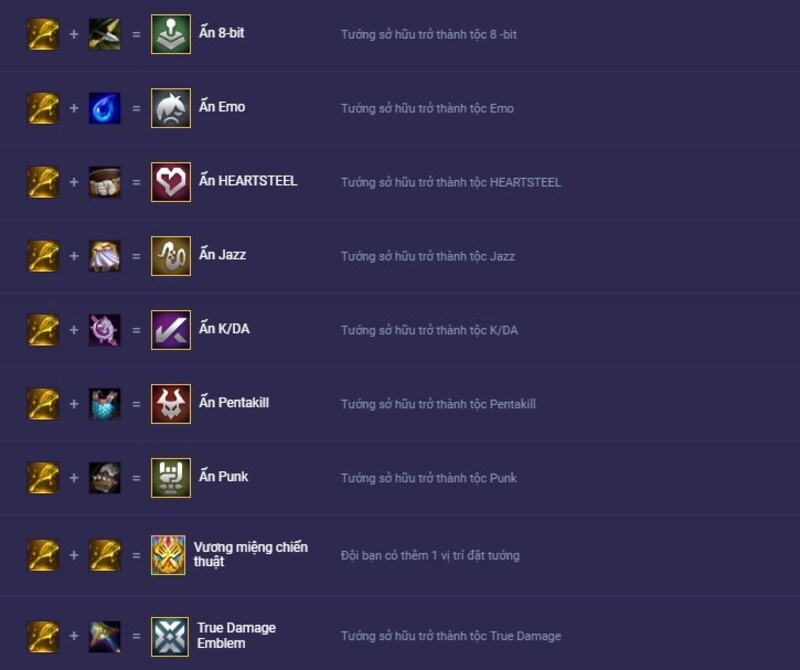 + = Ấn 8-bit Tướng sở hữu trở thành tộc 8 -bit
+ = Ấn Emo Tướng sở hữu trở thành tộc Emo
+ = Ấn HEARTSTEEL Tướng sở hữu trở thành tộc HEARTSTEEL
+ = Ấn Jazz Tướng sở hữu trở thành tộc Jazz
+ = Ấn K/DA Tướng sở hữu trở thành tộc K/DA
+ = Ấn Pentakill Tướng sở hữu trở thành tộc Pentakill
+ = Ấn Punk Tướng sở hữu trở thành tộc Punk
+ = Vương miện​g chiến
thuật
Đội bạn có thêm 1 vị trí đặt tướng
+ = True Damage
Emblem
Tướng sở hữu trở thành tộc True Damage